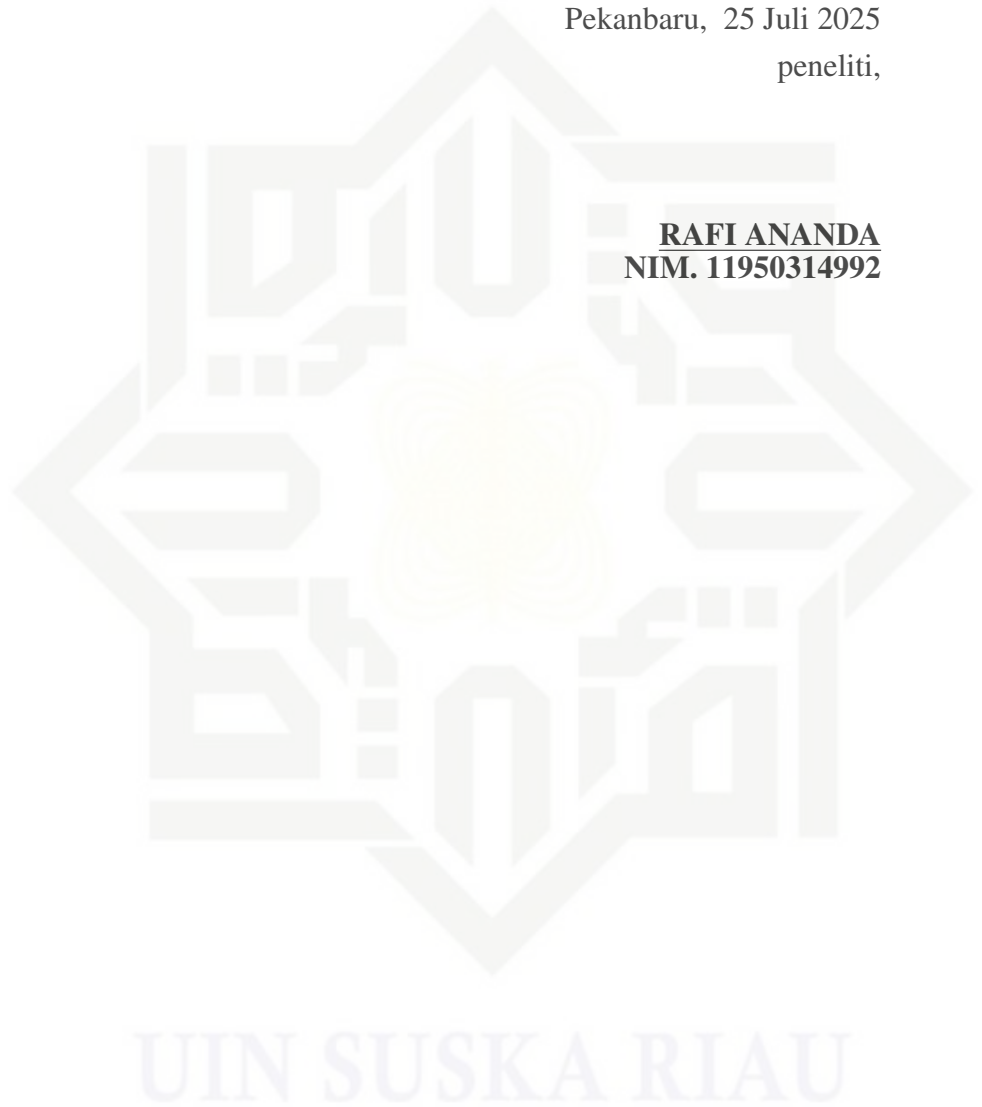 Pekanbaru, 25 Juli 2025
peneliti,
RAFI ANANDA
NIM. 11950314992
UIN SUSKA RIAU